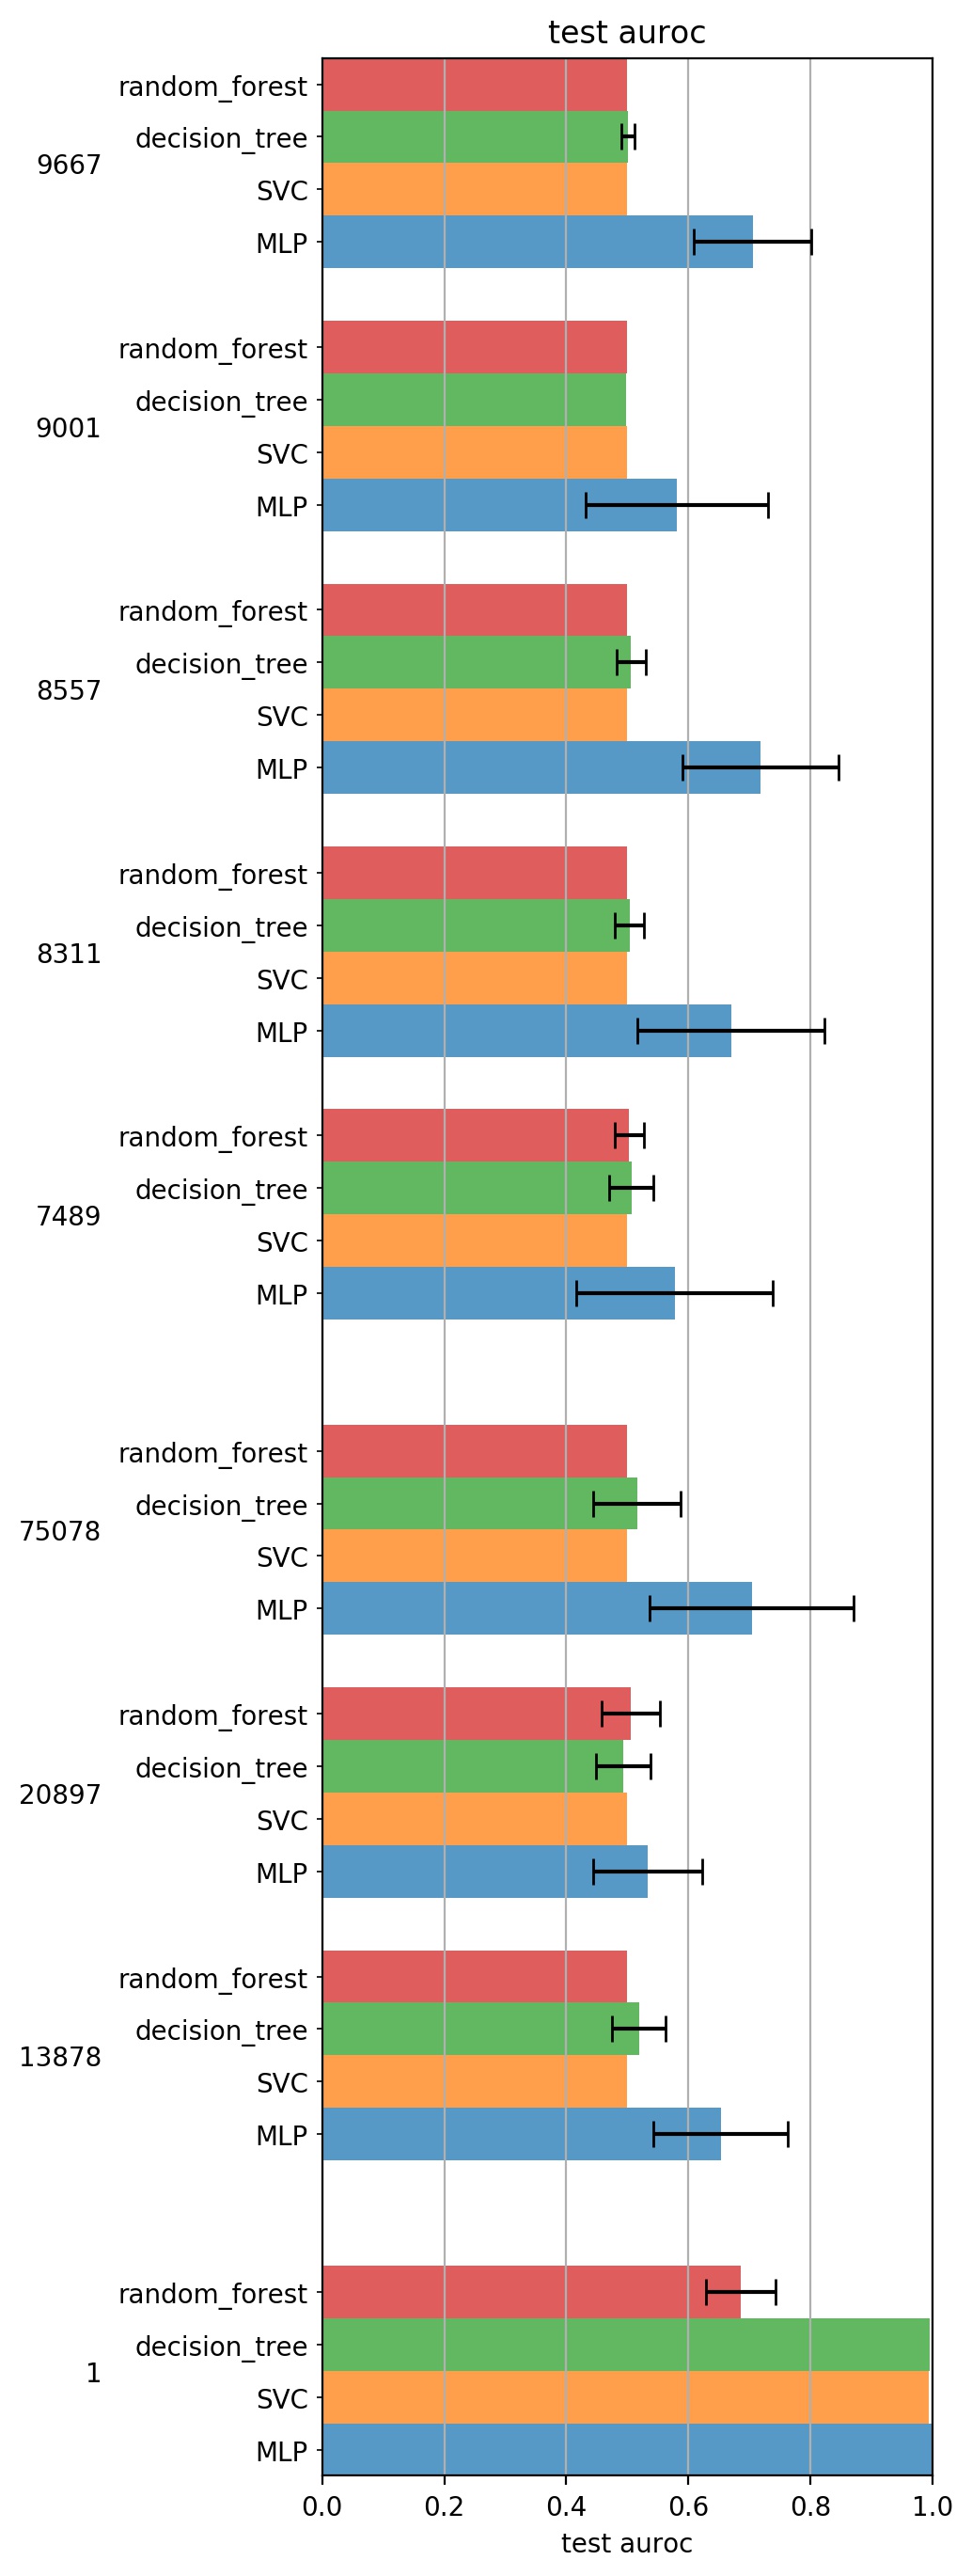 test auroc
random_forest
decision_tree
9667
SVC
MLP
random_forest
decision_tree
9001
SVC
MLP
random_forest
decision_tree
8557
SVC
MLP
random_forest
decision_tree
8311
SVC
MLP
random_forest
decision_tree
7489
SVC
MLP
random_forest
decision_tree
75078
SVC
MLP
random_forest
decision_tree
20897
SVC
MLP
random_forest
decision_tree
13878
SVC
MLP
random_forest
decision_tree
1
SVC
MLP
0.0 0.2 0.4 0.6 0.8 1.0
test auroc